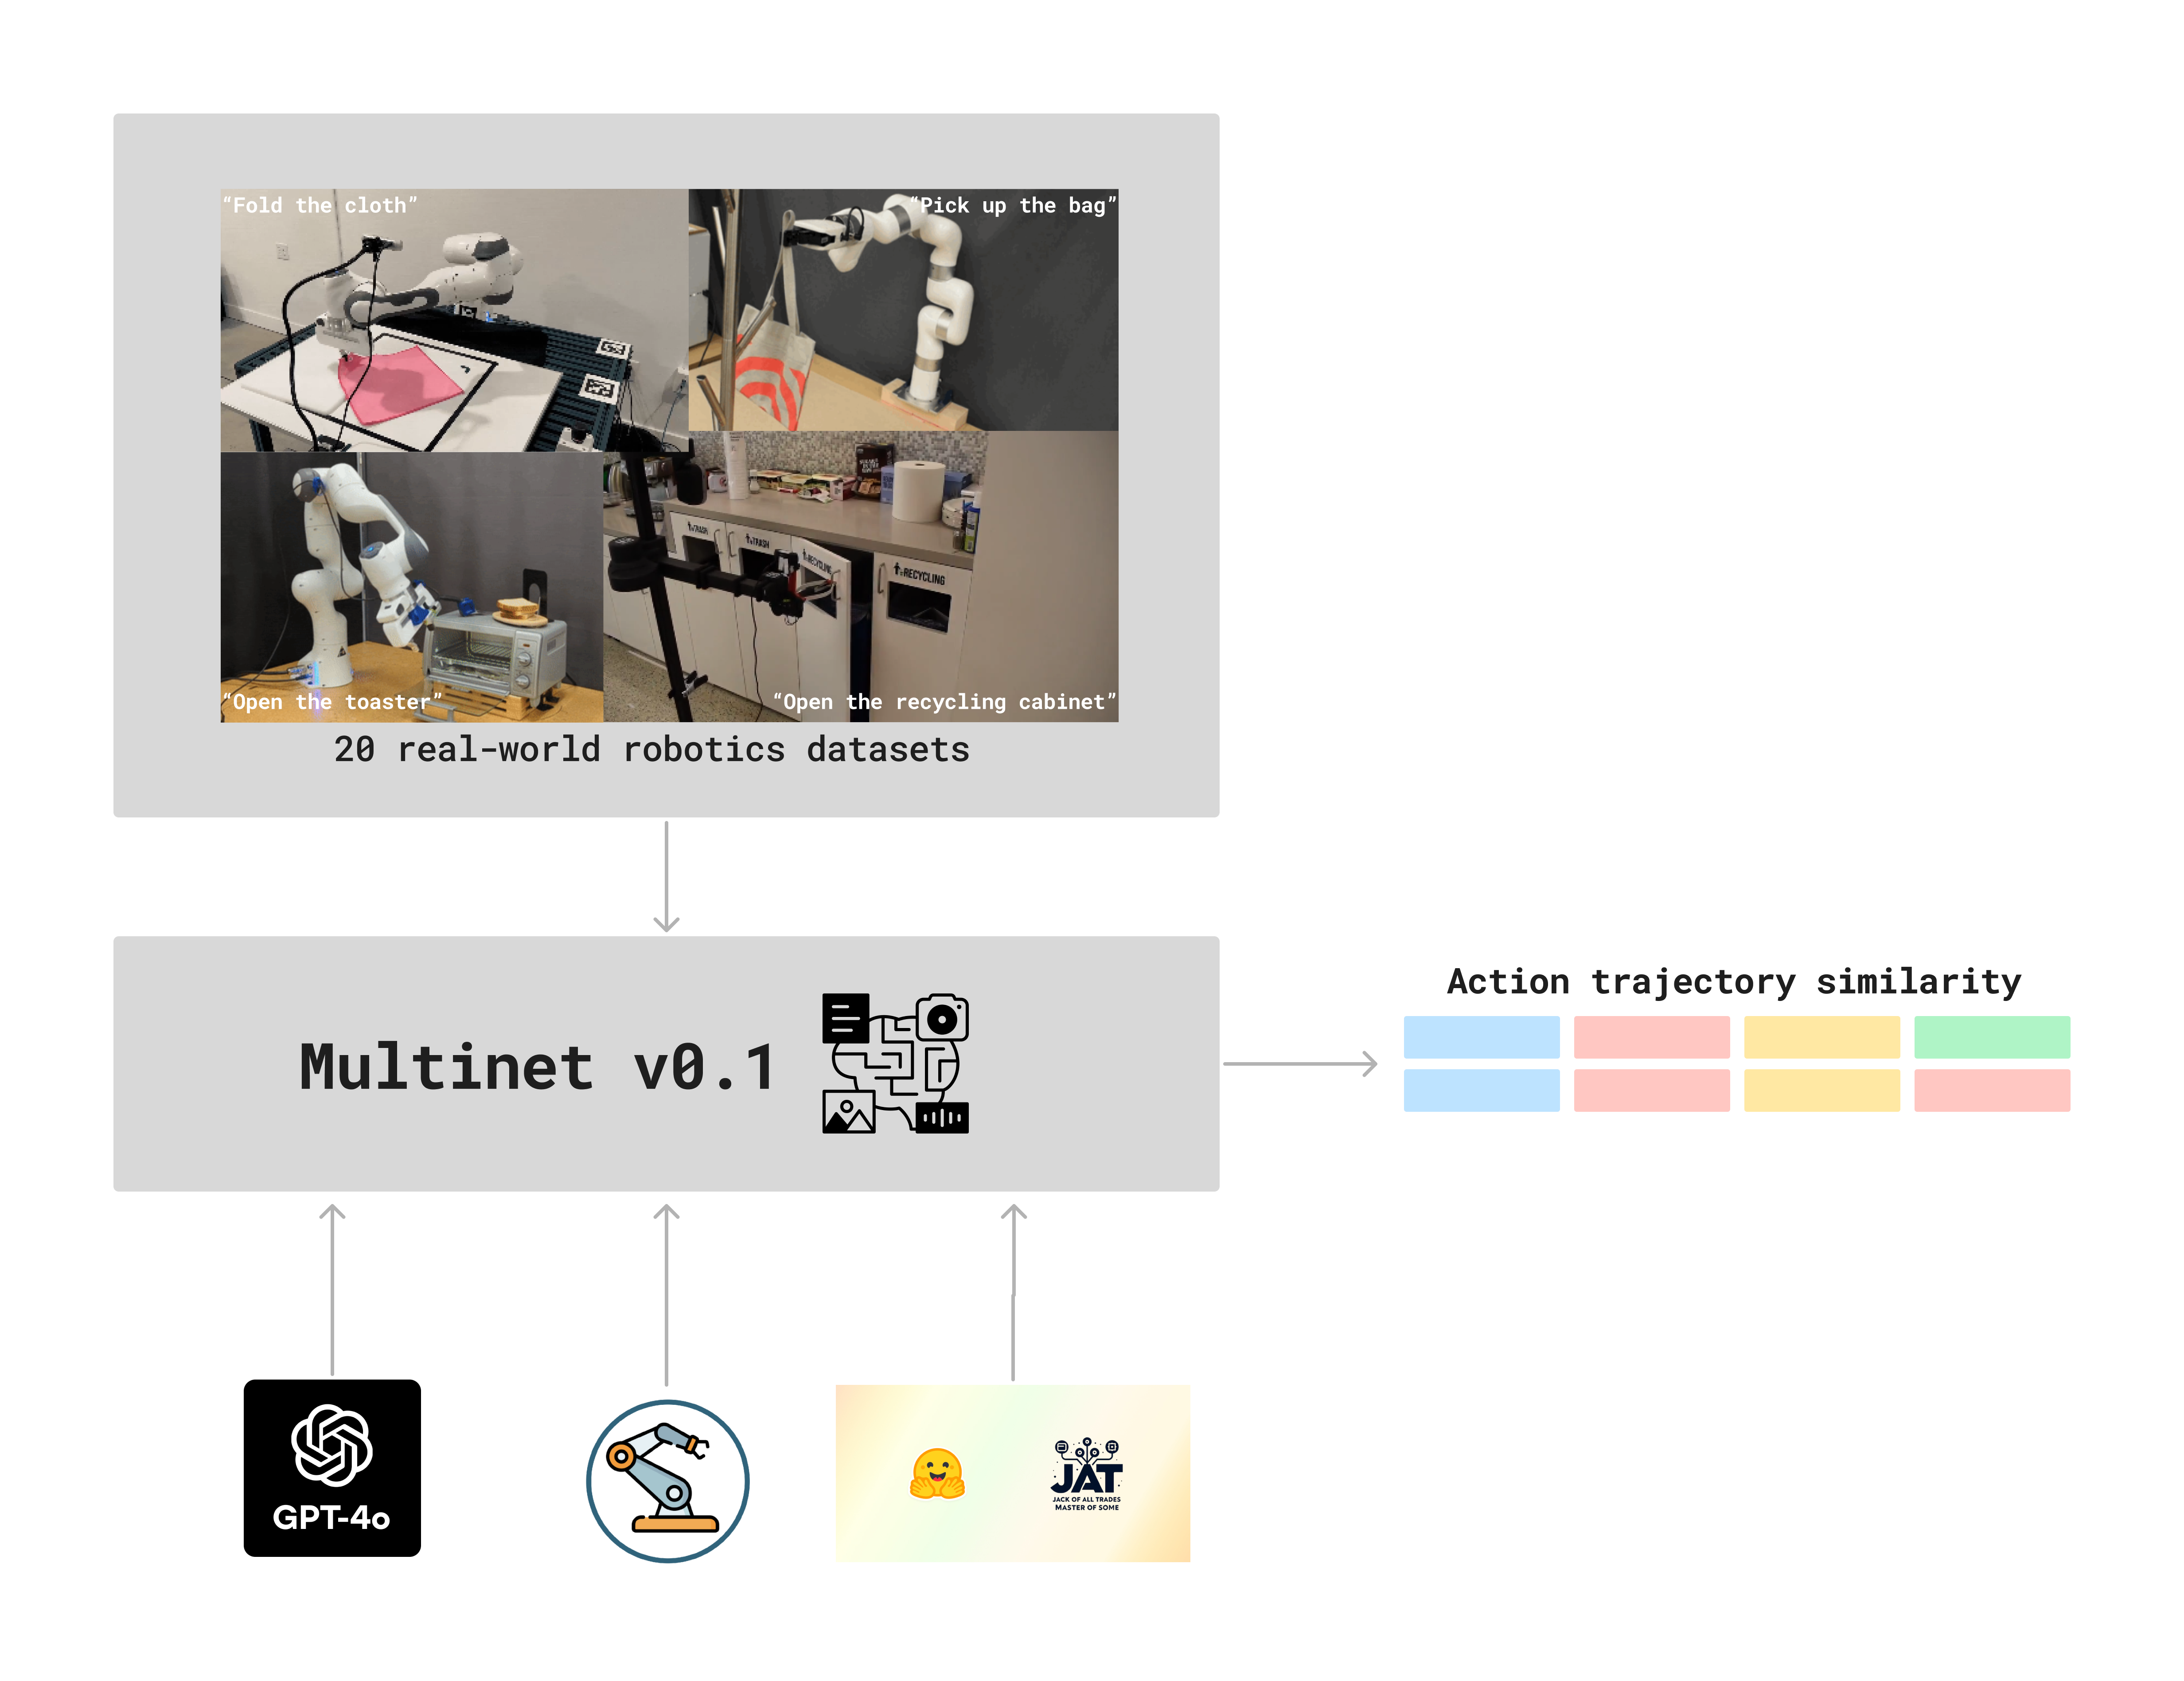 “Fold the cloth”
“Pick up the bag”
TRASH
TRASH
RECYCLING
RECYCLING
“Open the toaster”
“Open the recycling cabinet”
20 real-world robotics datasets
Multinet v0.1
Action trajectory similarity
GPT-4o
JAT
JACK OF ALL TRADES
MASTER OF SOME